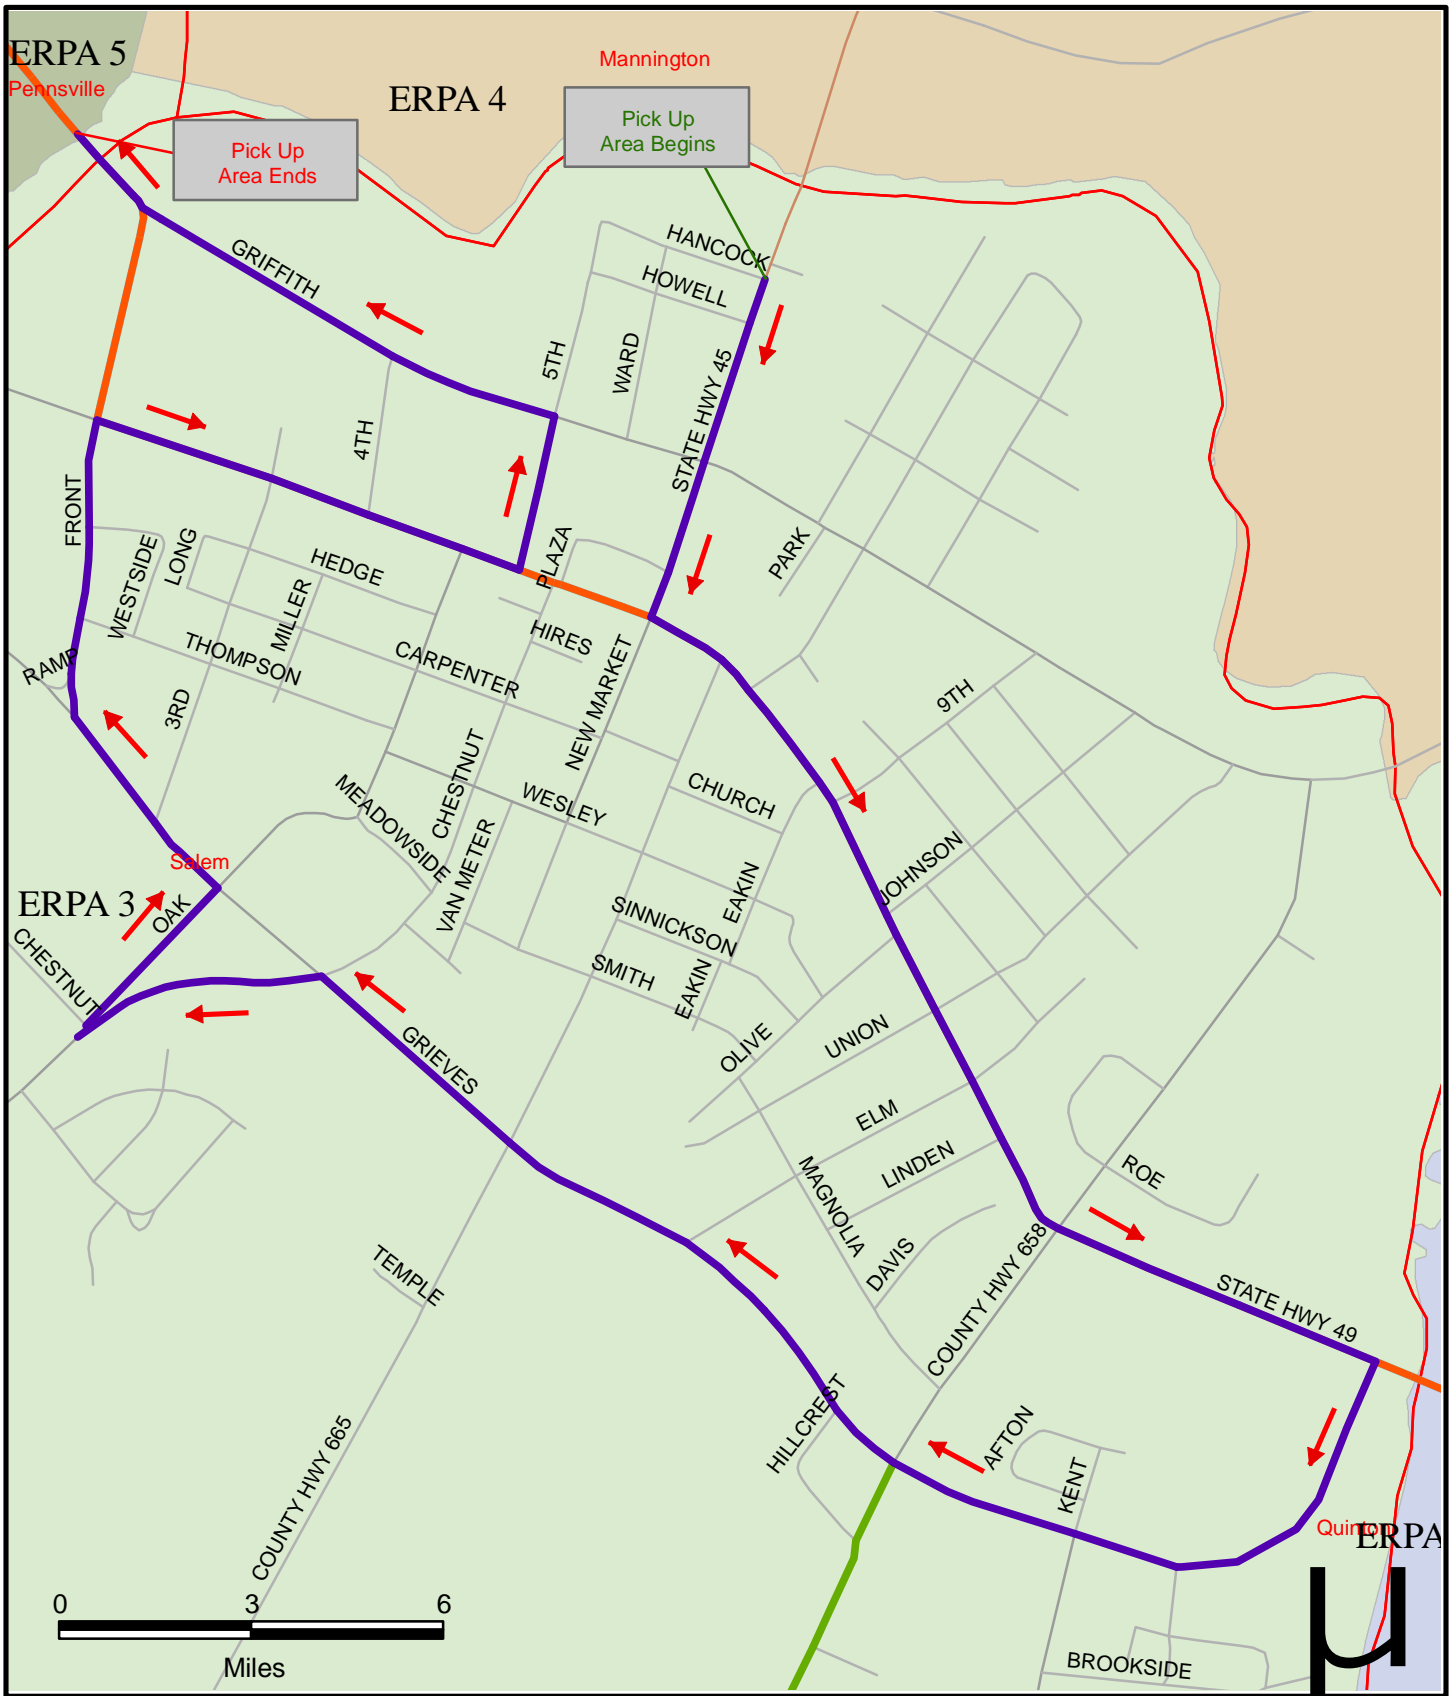 ERPA 5
Pennsville
Mannington
ERPA 4
Pick Up
Area Begins
Pick Up
Area Ends
HANCOCK
HOWELL
GRIFFITH
5TH
WARD
STATE HWY 45
4TH
FRONT
WESTSIDE
LONG
HEDGE
MILLER
PLAZA
PARK
HIRES
THOMPSON
CARPENTER
NEW MARKET
RAMP
3RD
9TH
CHESTNUT
MEADOWSIDE
WESLEY
CHURCH
VAN METER
JOHNSON
Salem
ERPA 3
OAK
EAKIN
SINNICKSON
CHESTNUT
SMITH
EAKIN
OLIVE
UNION
GRIEVES
ELM
LINDEN
MAGNOLIA
ROE
DAVIS
TEMPLE
COUNTY HWY 658
STATE HWY 49
HILLCREST
AFTON
KENT
COUNTY HWY 665
Quinton
ERPA
0 3 6
Miles
BROOKSIDE
µ